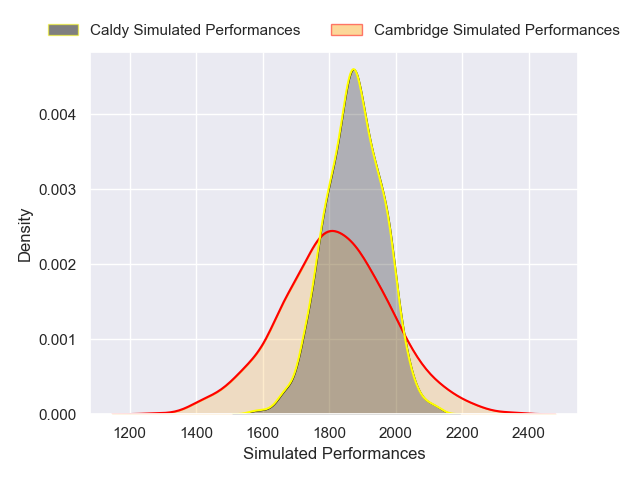 Caldy Simulated Performances
Cambridge Simulated Performances
0.004
0.003
0.002
0.001
0.000
Density
1200 1400 1600 1800 2000 2200 2400
Simulated Performances